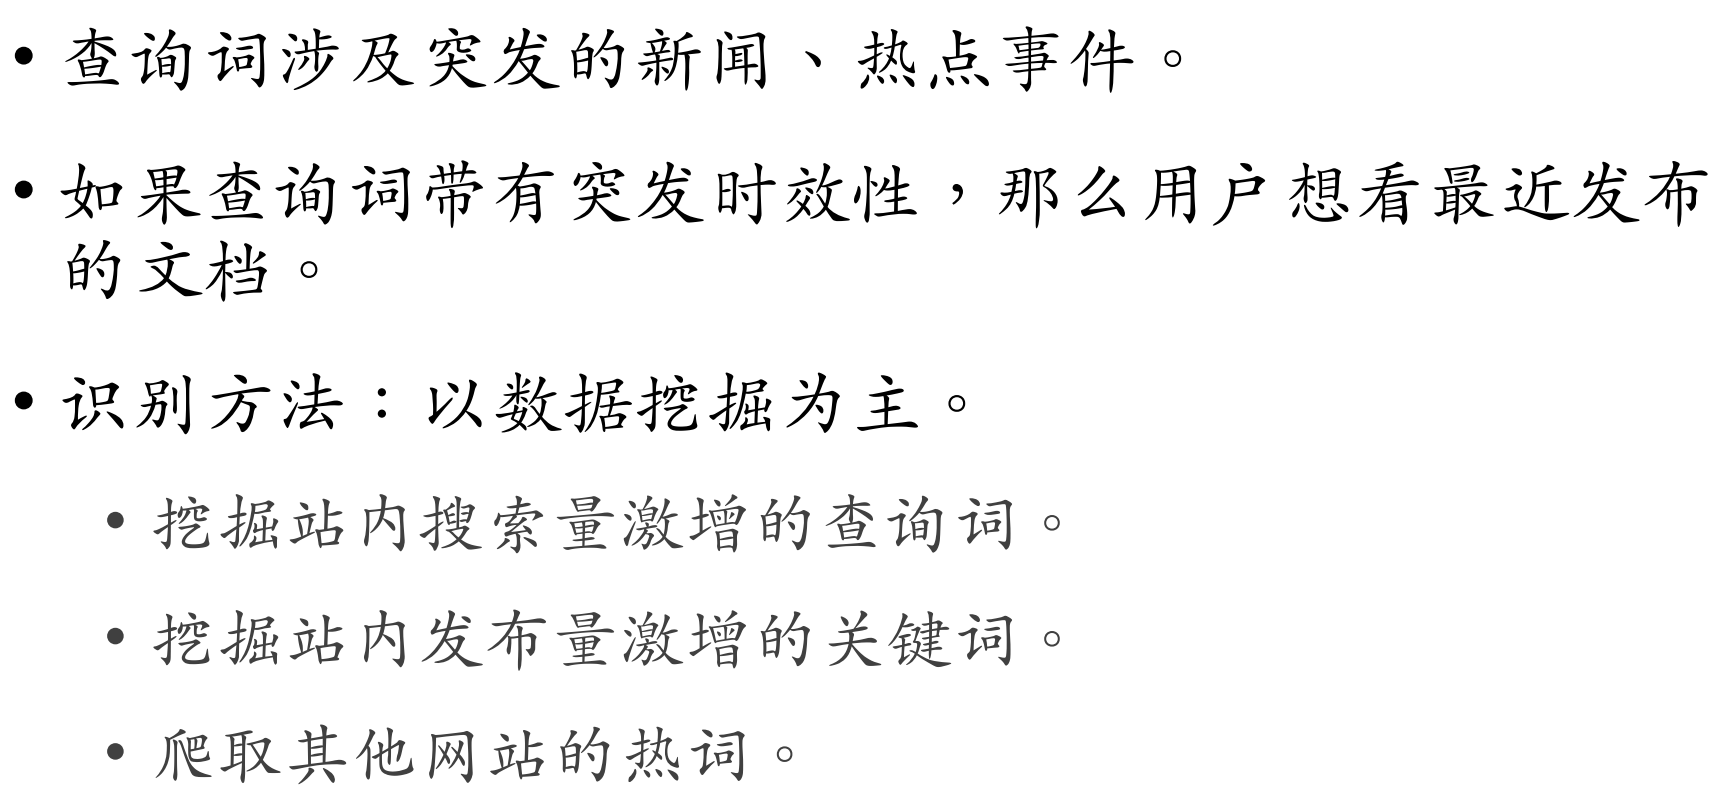 • 查询词涉及突发的新闻、热点事件。
• 如果查询词带有突发时效性，那么用户想看最近发布
的文档。
• 识别方法：以数据挖掘为主。
• 挖掘站内搜索量激增的查询词。
• 挖掘站内发布量激增的关键词。
• 爬取其他网站的热词。